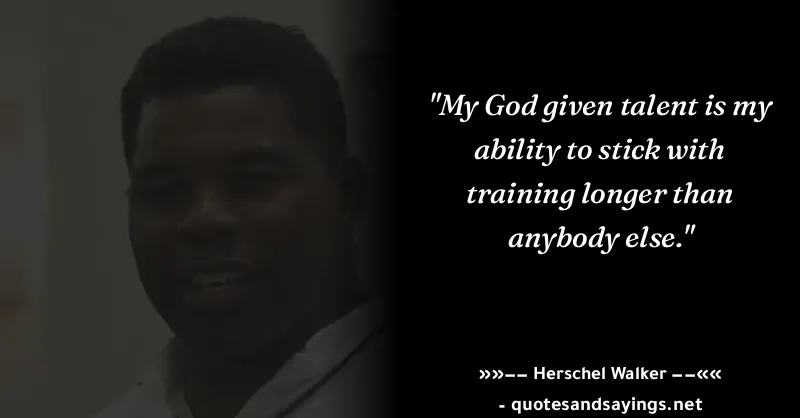 "My God given talent is my
ability to stick with
training longer than
anybody else."
»»―― Herschel Walker ――««
- quotesandsayings.net